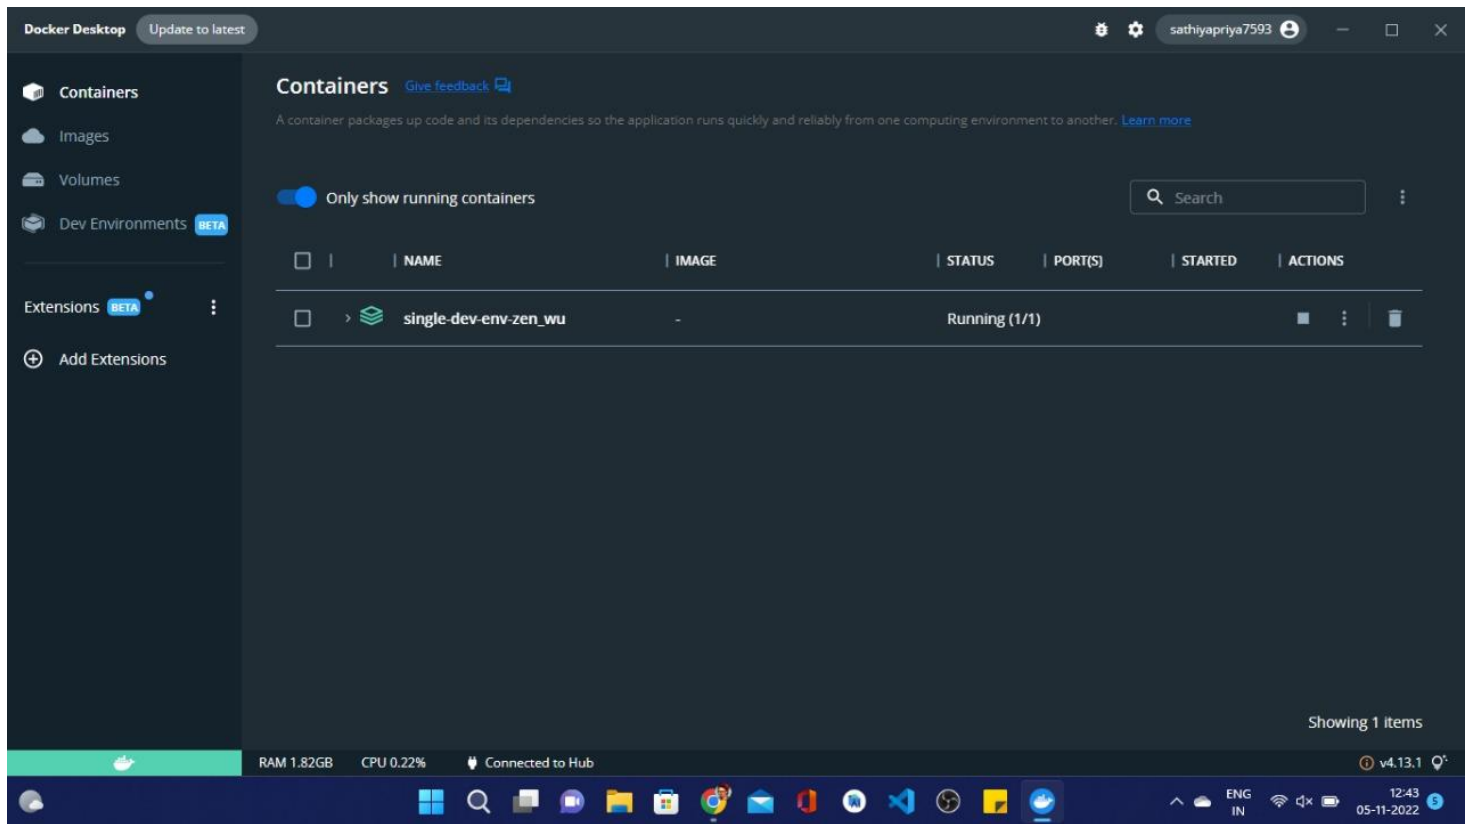 Docker Desktop Update to latest sathiyapriya7593
Containers
Images
Volumes
Dev Environments BETA
Extensions BETA
Add Extensions
Containers Give feedback
A container packages up code and its dependencies so the application runs quickly and reliably from one computing environment to another. Learn more
Only show running containers Search
NAME IMAGE STATUS PORT(S) STARTED ACTIONS
single-dev-env-zen_wu - Running (1/1)
Showing 1 items
RAM 1.82GB CPU 0.22% Connected to Hub v4.13.1
ENG 12:43
IN 05-11-2022 5